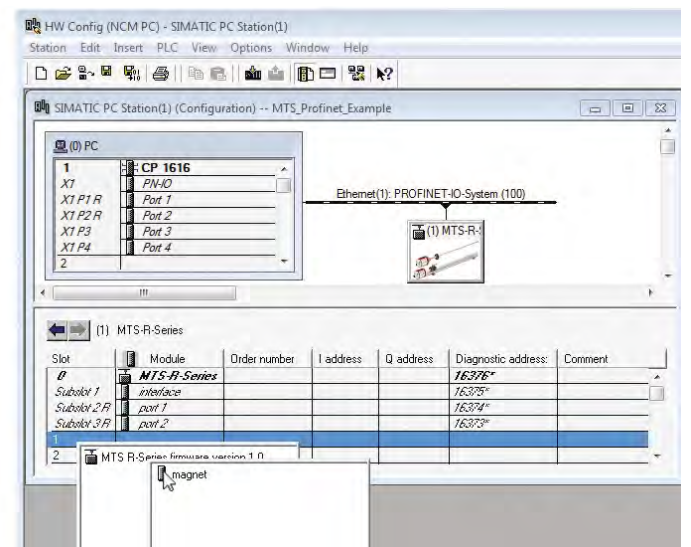 HW Config (NCM PC) - SIMATIC PC Station(1)
Station Edit Insert PLC View Options Window Help
SIMATIC PC Station(1) (Configuration) -- MTS_Profinet_Example
(0) PC
1 CP 1616
X1 PN-IO
X1 P1 R Port 1
X1 P2 R Port 2
X1 P3 Port 3
X1 P4 Port 4
2
Ethernet(1): PROFINET-IO-System (100)
(1) MTS-R-S
(1) MTS-R-Series
Slot Module Order number I address Q address Diagnostic address: Comment
0 MTS-R-Series 16376*
Subslot 1 interface 16375*
Subslot 2 R port 1 16374*
Subslot 3 R port 2 16373*
1
2
MTS R-Series firmware version 1.0
magnet